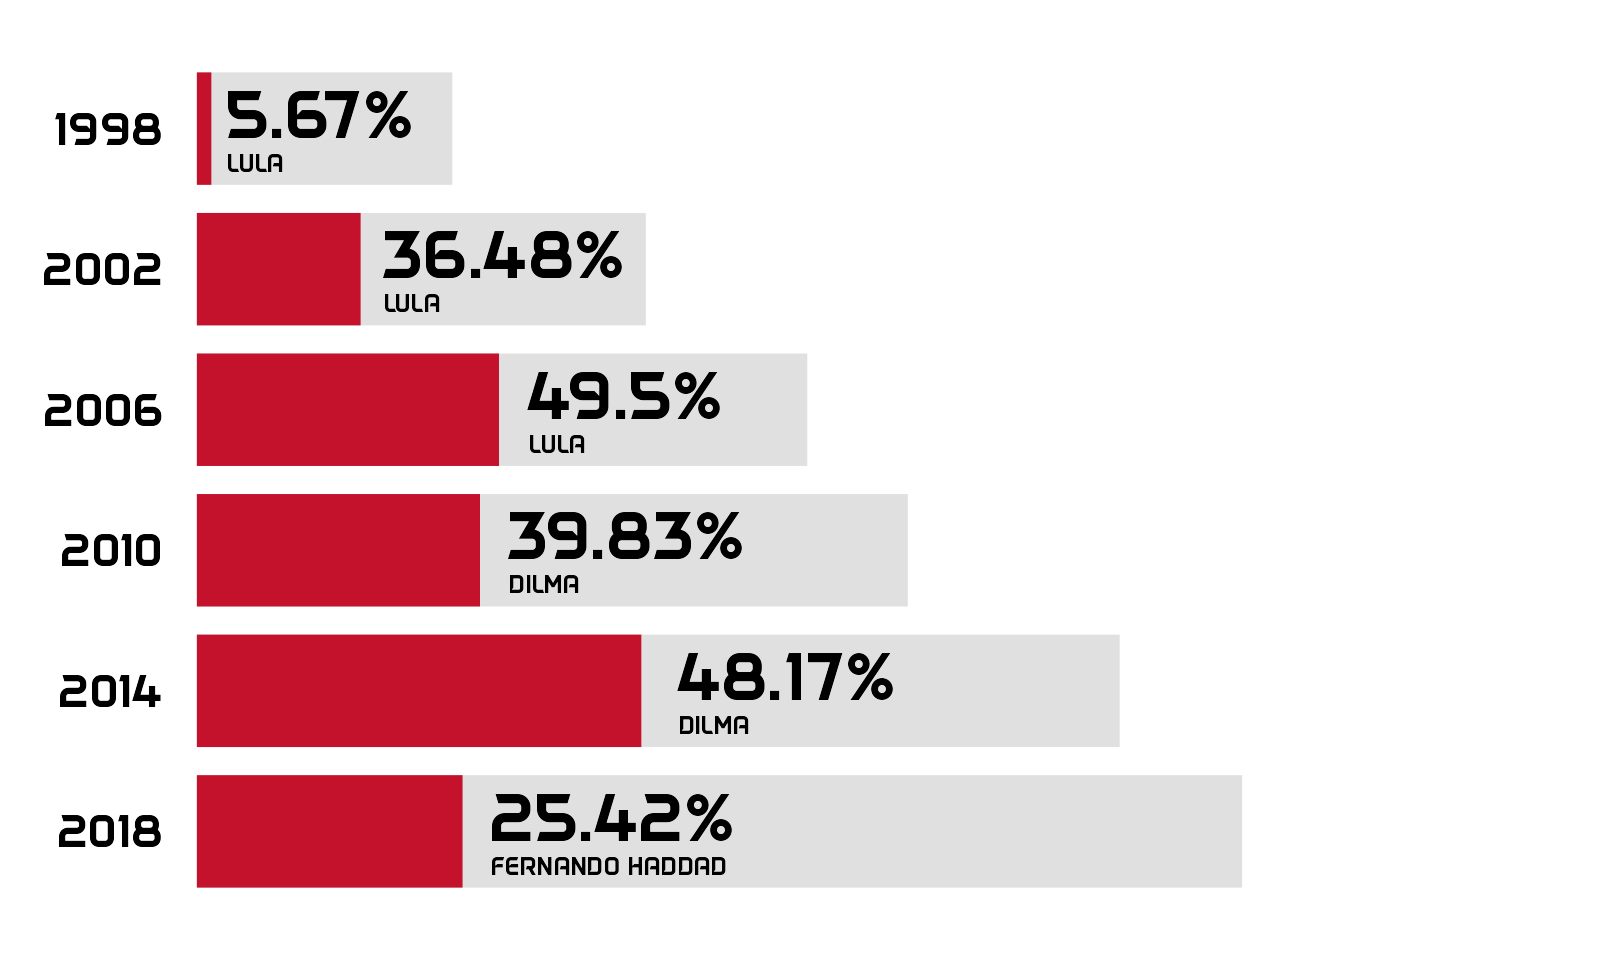 1998
5.67%
LULA
2002
36.48%
LULA
2006
49.5%
LULA
2010
39.83%
DILMA
2014
48.17%
DILMA
2018
25.42%
FERNANDO HADDAD